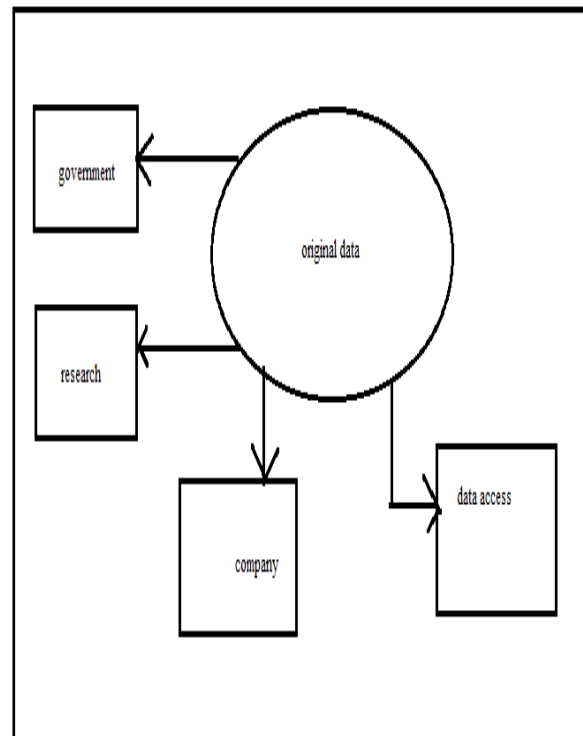 government
original data
research
data access
company